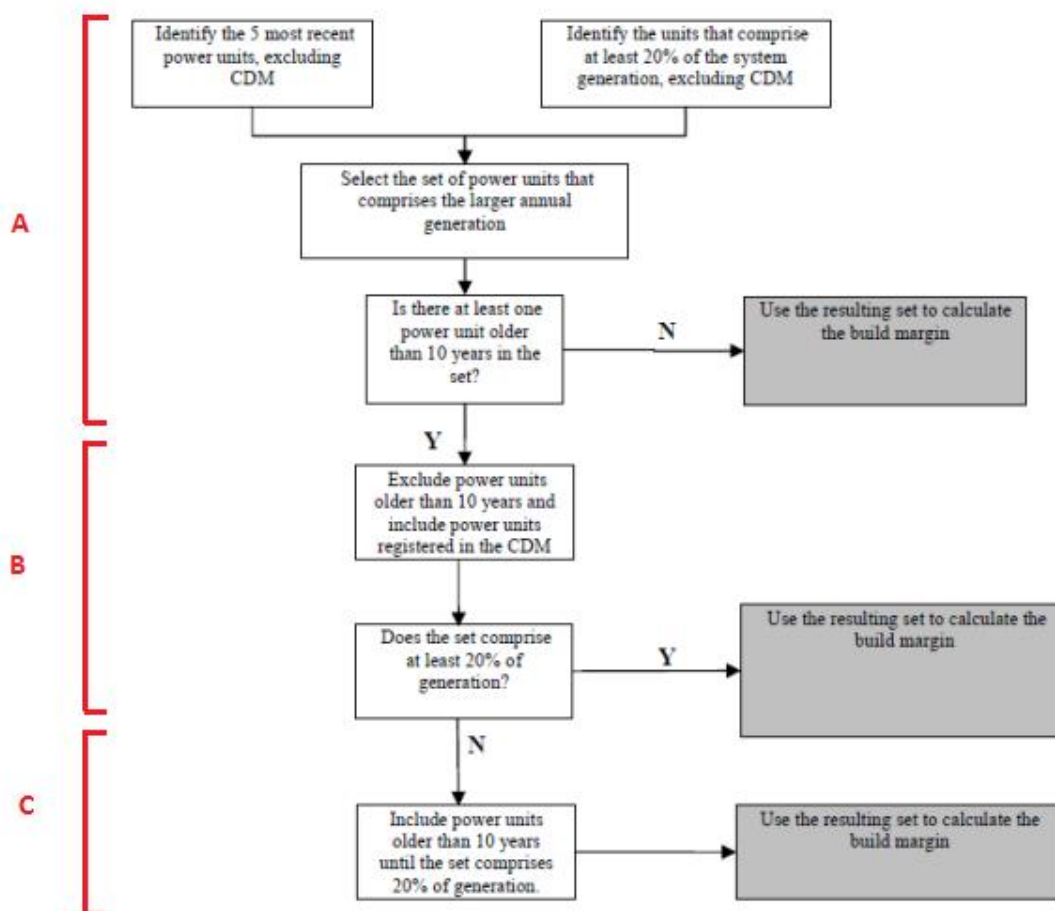 Identify the 5 most recent
power units, excluding
CDM
Identify the units that comprise
at least 20% of the system
generation, excluding CDM
Select the set of power units that
comprises the larger annual
generation
A
Is there at least one
power unit older
than 10 years in the
set?
N
Use the resulting set to calculate
the build margin
Y
Exclude power units
older than 10 years and
include power units
registered in the CDM
B
Does the set comprise
at least 20% of
generation?
Y
Use the resulting set to calculate the
build margin
N
C
Include power units
older than 10 years
until the set comprises
20% of generation.
Use the resulting set to calculate the
build margin